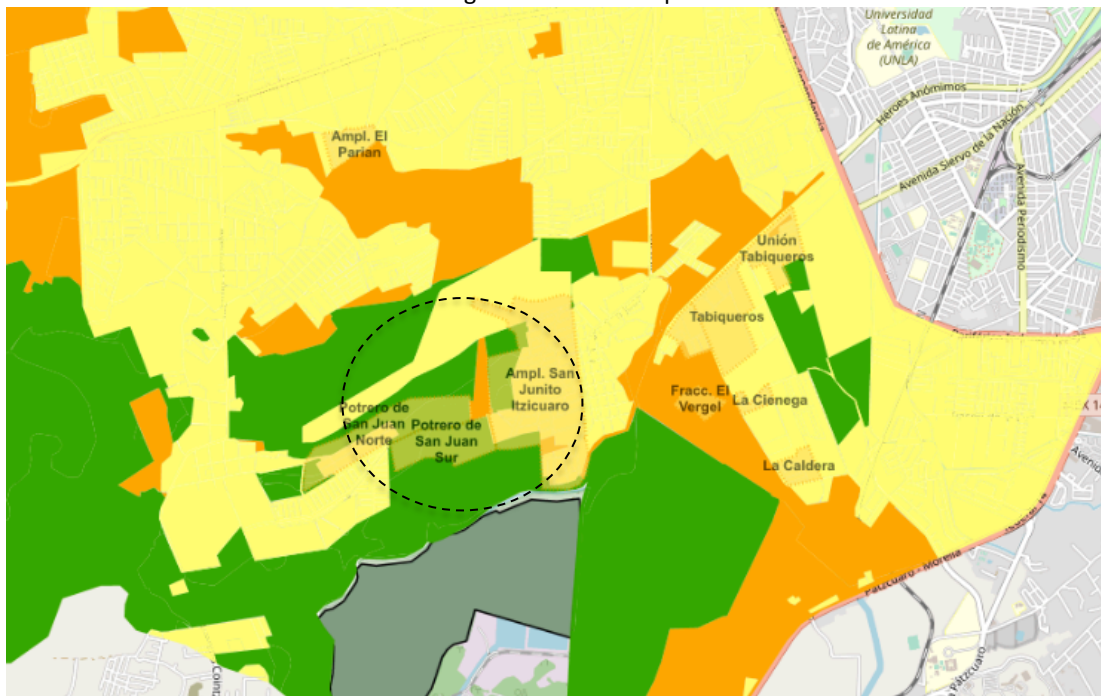 Universidad
Latina
de América
(UNLA)
Héroes Anónimos
Avenida Siervo de la Nación
Avenida Periodismo
Ampl. El
Parian
Unión
Tabiqueros
Tabiqueros
Ampl. San
Junito
Itzicuaro
Fracc. El
Vergel
La Cienega
Potrero de
San Juan
Norte
Potrero de
San Juan
Sur
La Caldera
Pátzcuaro - Morelia
Pátzcuaro